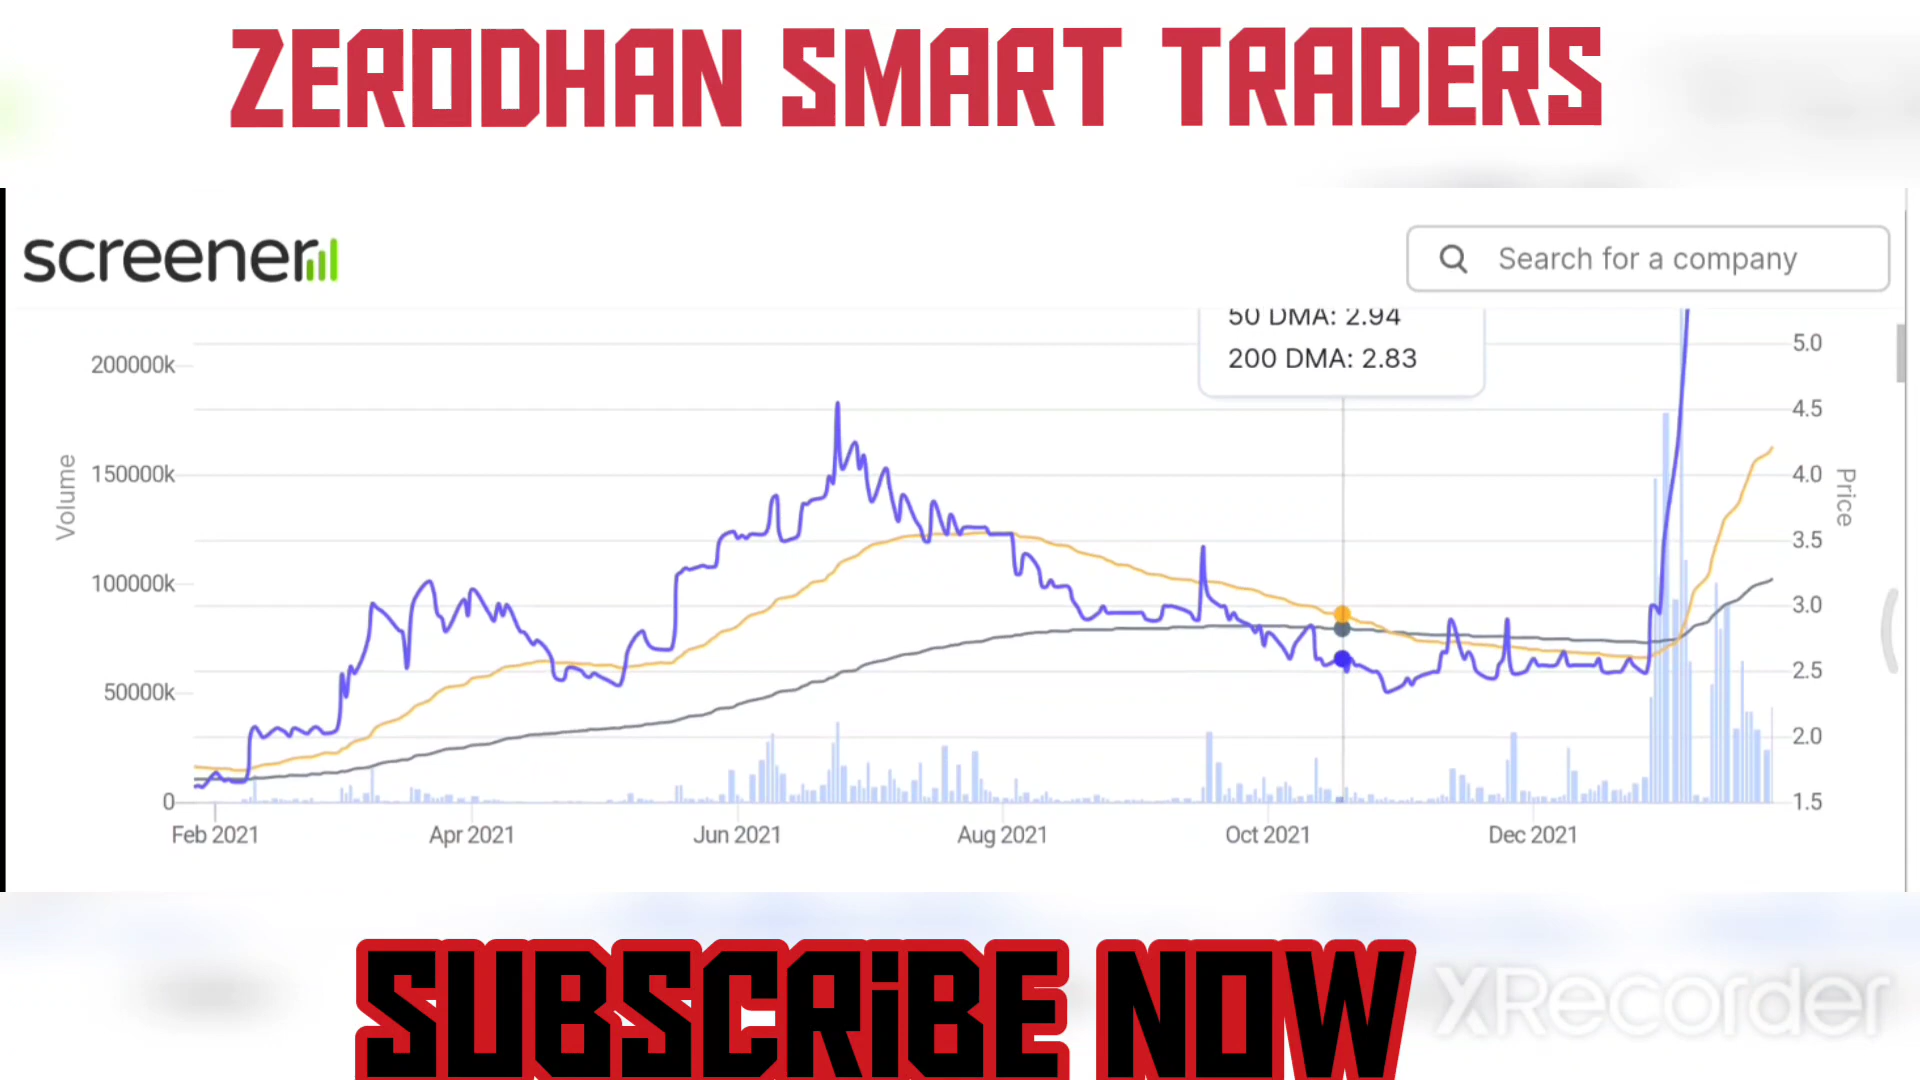 ZERODHAN SMART TRADERS
screener
Search for a company
50 DMA: 2.94
200 DMA: 2.83
200000k
150000k
100000k
50000k
0
Volume
5.0
4.5
4.0
3.5
3.0
2.5
2.0
1.5
Price
Feb 2021
Apr 2021
Jun 2021
Aug 2021
Oct 2021
Dec 2021
SUBSCRiBE NOW
XRecorder